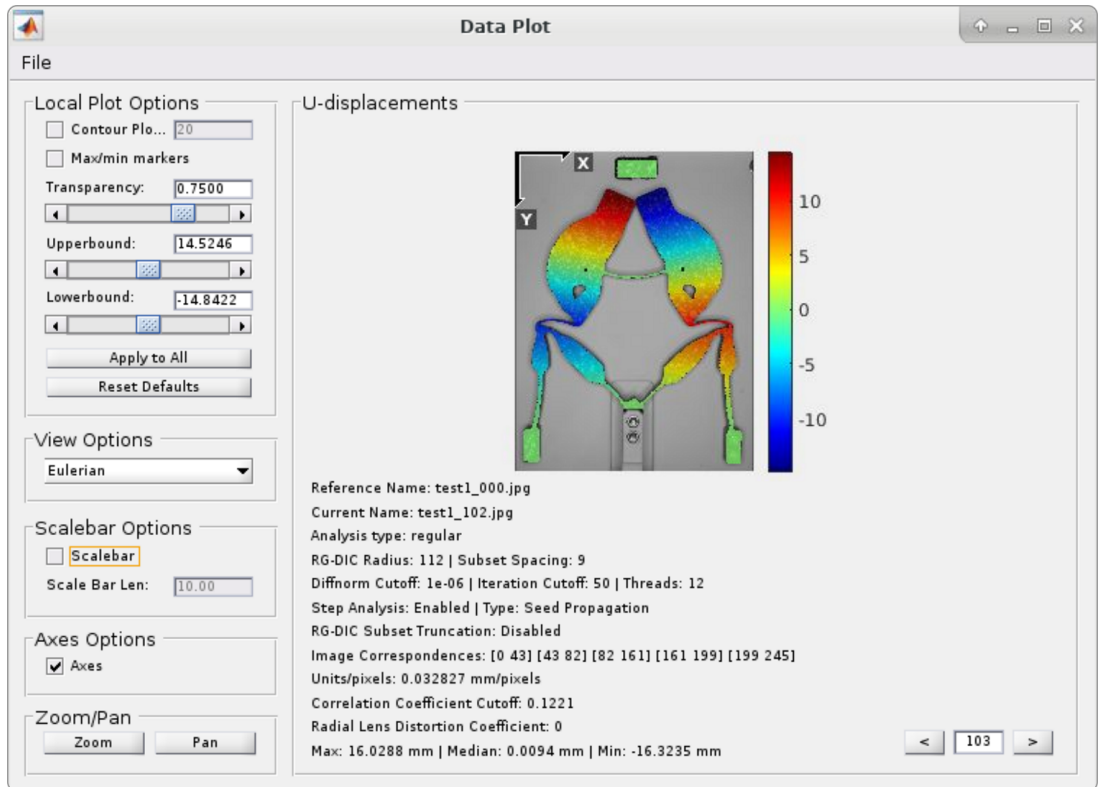 Data Plot
File
Local Plot Options
Contour Plo... 20
Max/min markers
Transparency: 0.7500
Upperbound: 14.5246
Lowerbound: -14.8422
Apply to All
Reset Defaults
View Options
Eulerian
Scalebar Options
Scalebar
Scale Bar Len: 10.00
Axes Options
Axes
Zoom/Pan
Zoom Pan
U-displacements
X
Y
10
5
0
-5
-10
Reference Name: test1_000.jpg
Current Name: test1_102.jpg
Analysis type: regular
RG-DIC Radius: 112 | Subset Spacing: 9
Diffnorm Cutoff: 1e-06 | Iteration Cutoff: 50 | Threads: 12
Step Analysis: Enabled | Type: Seed Propagation
RG-DIC Subset Truncation: Disabled
Image Correspondences: [0 43] [43 82] [82 161] [161 199] [199 245]
Units/pixels: 0.032827 mm/pixels
Correlation Coefficient Cutoff: 0.1221
Radial Lens Distortion Coefficient: 0
Max: 16.0288 mm | Median: 0.0094 mm | Min: -16.3235 mm
< 103 >